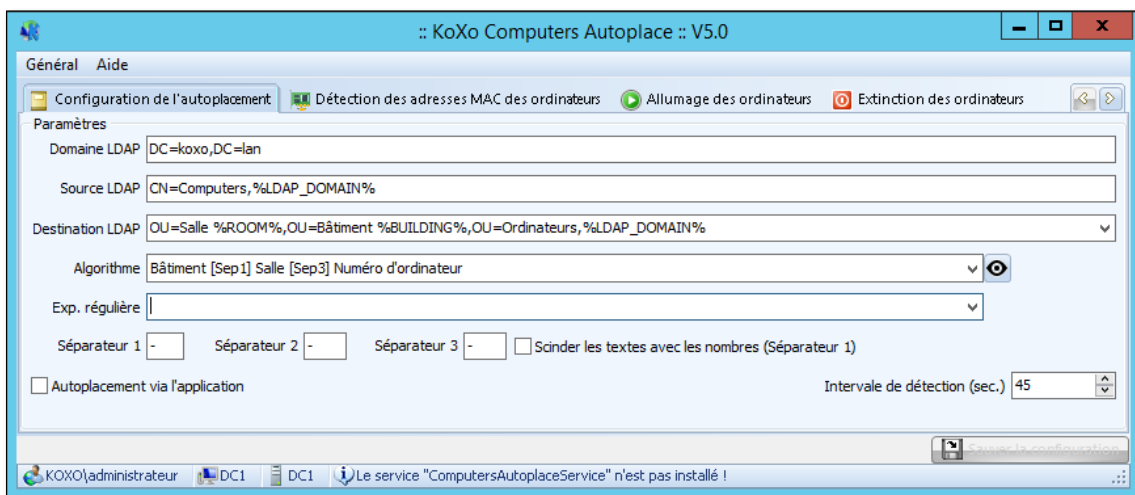 :: KoXo Computers Autoplace :: V5.0
Général Aide
Configuration de l'autoplacement Détection des adresses MAC des ordinateurs Allumage des ordinateurs Extinction des ordinateurs
Paramètres
Domaine LDAP DC=koxo,DC=lan
Source LDAP CN=Computers,%LDAP_DOMAIN%
Destination LDAP OU=Salle %ROOM%,OU=Bâtiment %BUILDING%,OU=Ordinateurs,%LDAP_DOMAIN%
Algorithme Bâtiment [Sep1] Salle [Sep3] Numéro d'ordinateur
Exp. régulière
Séparateur 1 - Séparateur 2 - Séparateur 3 - Scinder les textes avec les nombres (Séparateur 1)
Autoplacement via l'application Intervale de détection (sec.) 45
Sauver la configuration
KOXO\administrateur DC1 DC1 Le service "ComputersAutoplaceService" n'est pas installé !